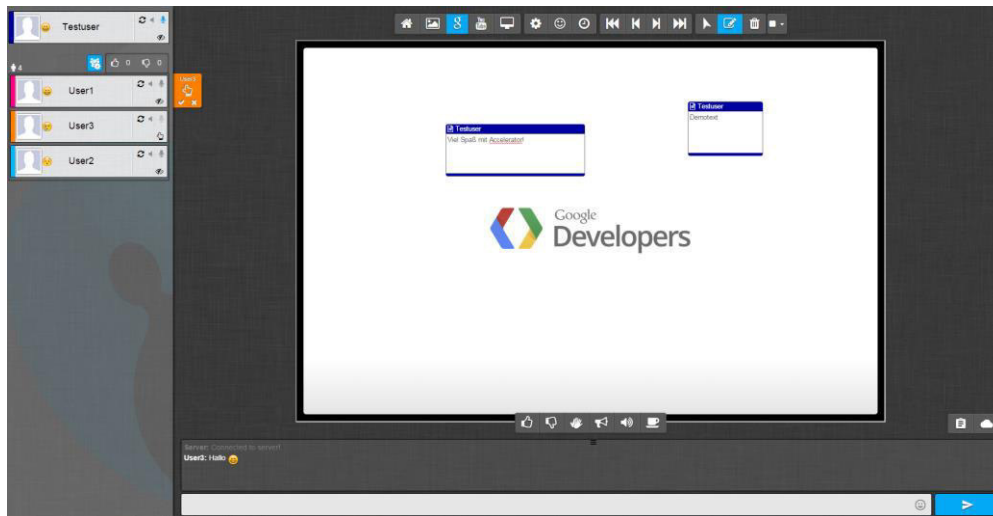 Testuser
4
0 0
User1
User3
User3
User2
Testuser
Viel Spaß mit Accelerator!
Testuser
Demotext
Google
Developers
Server: Connected to server!
User3: Hallo